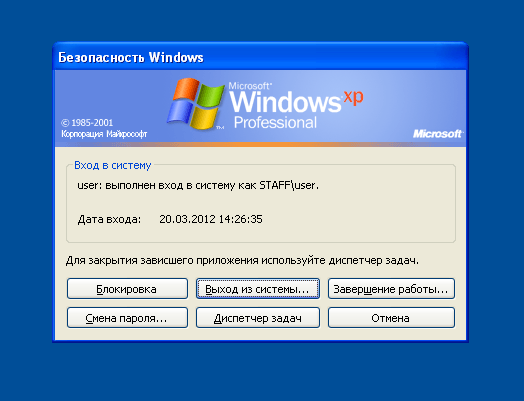 Безопасность Windows
Microsoft®
Windows xp
Professional
© 1985-2001
Корпорация Майкрософт
Microsoft®
Вход в систему
user: выполнен вход в систему как STAFF\user.
Дата входа: 20.03.2012 14:26:35
Для закрытия зависшего приложения используйте диспетчер задач.
Блокировка Выход из системы... Завершение работы...
Смена пароля... Диспетчер задач Отмена